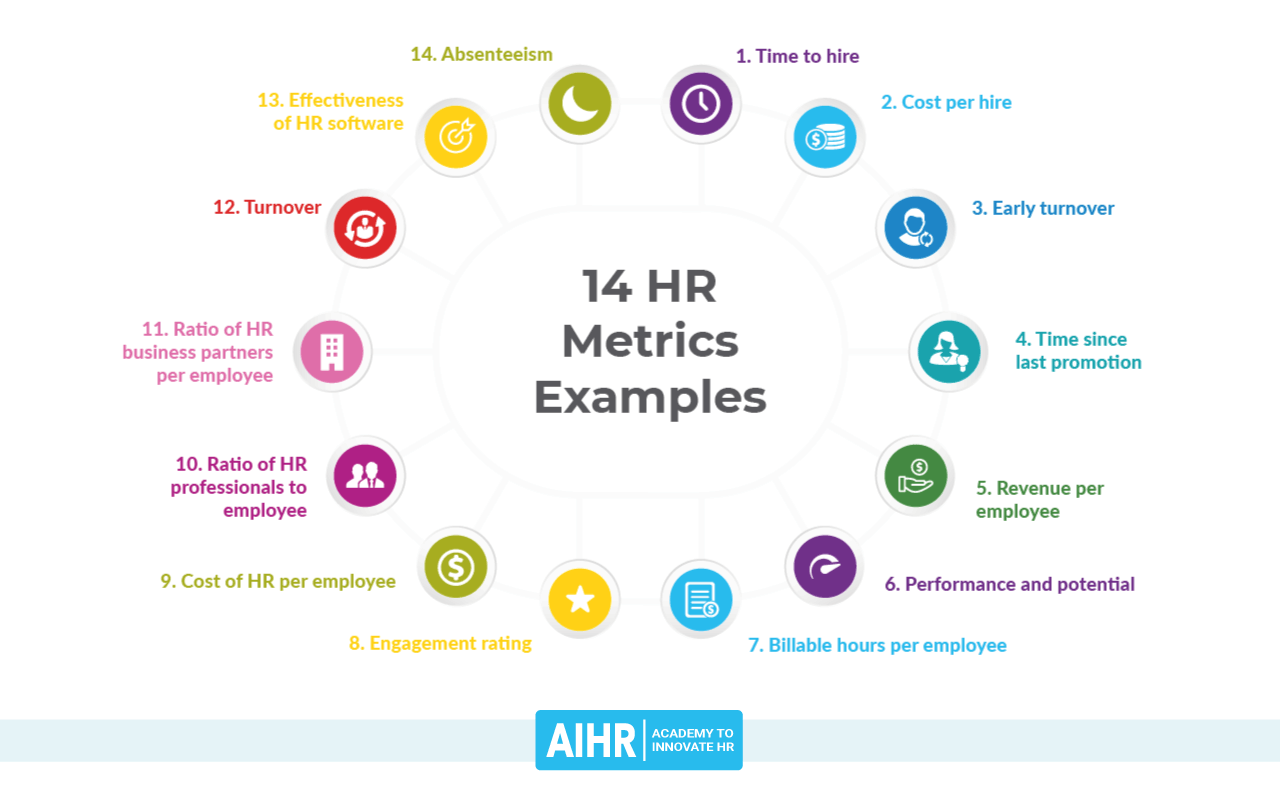 14 HR
Metrics
Examples
1. Time to hire
2. Cost per hire
3. Early turnover
4. Time since
last promotion
5. Revenue per
employee
6. Performance and potential
7. Billable hours per employee
8. Engagement rating
9. Cost of HR per employee
10. Ratio of HR
professionals to
employee
11. Ratio of HR
business partners
per employee
12. Turnover
13. Effectiveness
of HR software
14. Absenteeism
$
$
$
$
AIHR
ACADEMY TO
INNOVATE HR